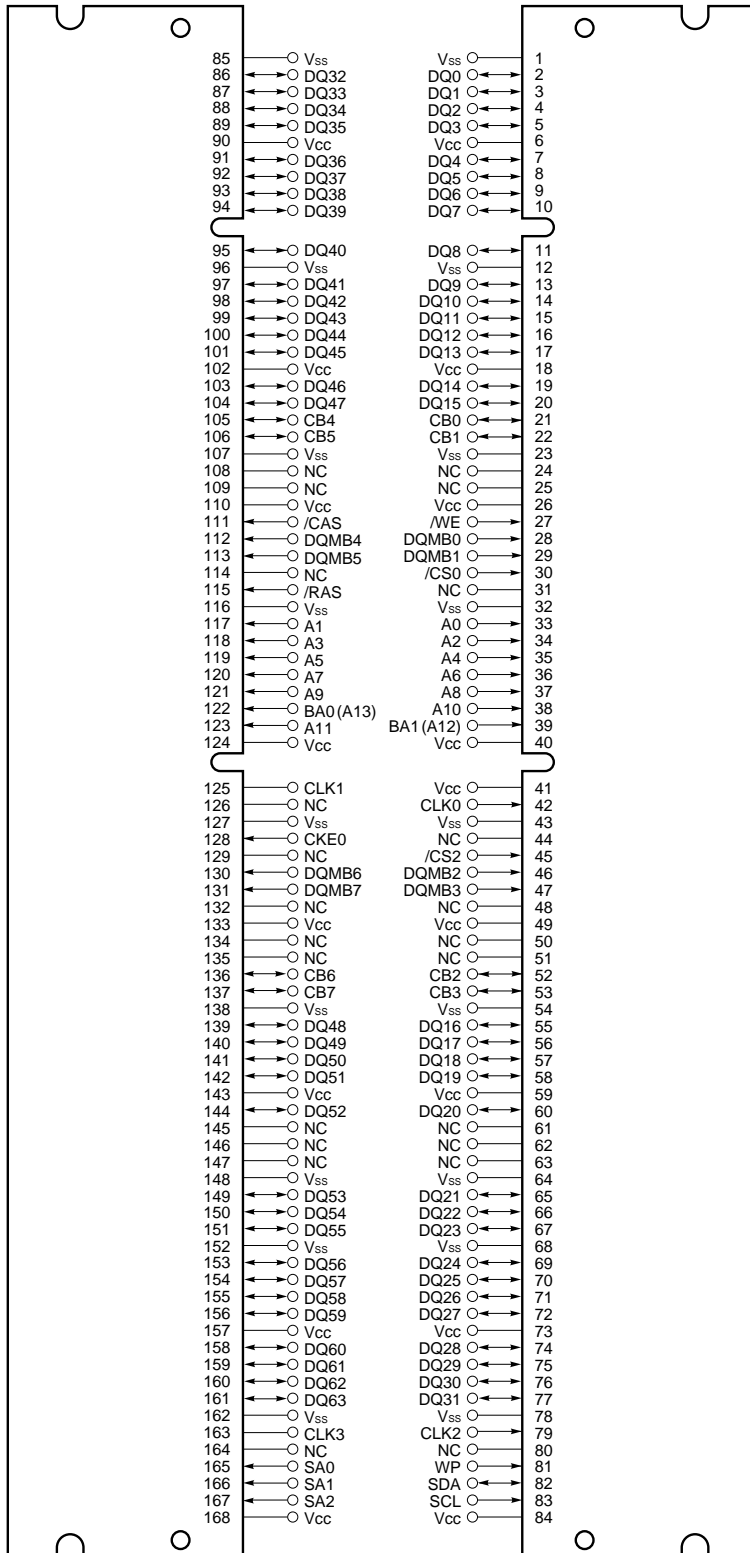 85 Vss Vss 1
86 DQ32 DQ0 2
87 DQ33 DQ1 3
88 DQ34 DQ2 4
89 DQ35 DQ3 5
90 Vcc Vcc 6
91 DQ36 DQ4 7
92 DQ37 DQ5 8
93 DQ38 DQ6 9
94 DQ39 DQ7 10
95 DQ40 DQ8 11
96 Vss Vss 12
97 DQ41 DQ9 13
98 DQ42 DQ10 14
99 DQ43 DQ11 15
100 DQ44 DQ12 16
101 DQ45 DQ13 17
102 Vcc Vcc 18
103 DQ46 DQ14 19
104 DQ47 DQ15 20
105 CB4 CB0 21
106 CB5 CB1 22
107 Vss Vss 23
108 NC NC 24
109 NC NC 25
110 Vcc Vcc 26
111 /CAS /WE 27
112 DQMB4 DQMB0 28
113 DQMB5 DQMB1 29
114 NC /CS0 30
115 /RAS NC 31
116 Vss Vss 32
117 A1 A0 33
118 A3 A2 34
119 A5 A4 35
120 A7 A6 36
121 A9 A8 37
122 BA0 (A13) A10 38
123 A11 BA1 (A12) 39
124 Vcc Vcc 40
125 CLK1 Vcc 41
126 NC CLK0 42
127 Vss Vss 43
128 CKE0 NC 44
129 NC /CS2 45
130 DQMB6 DQMB2 46
131 DQMB7 DQMB3 47
132 NC NC 48
133 Vcc Vcc 49
134 NC NC 50
135 NC NC 51
136 CB6 CB2 52
137 CB7 CB3 53
138 Vss Vss 54
139 DQ48 DQ16 55
140 DQ49 DQ17 56
141 DQ50 DQ18 57
142 DQ51 DQ19 58
143 Vcc Vcc 59
144 DQ52 DQ20 60
145 NC NC 61
146 NC NC 62
147 NC NC 63
148 Vss Vss 64
149 DQ53 DQ21 65
150 DQ54 DQ22 66
151 DQ55 DQ23 67
152 Vss Vss 68
153 DQ56 DQ24 69
154 DQ57 DQ25 70
155 DQ58 DQ26 71
156 DQ59 DQ27 72
157 Vcc Vcc 73
158 DQ60 DQ28 74
159 DQ61 DQ29 75
160 DQ62 DQ30 76
161 DQ63 DQ31 77
162 Vss Vss 78
163 CLK3 CLK2 79
164 NC NC 80
165 SA0 WP 81
166 SA1 SDA 82
167 SA2 SCL 83
168 Vcc Vcc 84